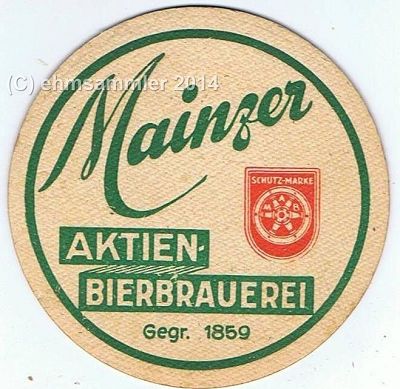 (C) ehmsammler 2014
Mainzer
SCHUTZ-MARKE
M A B
AKTIEN-
BIERBRAUEREI
Gegr. 1859